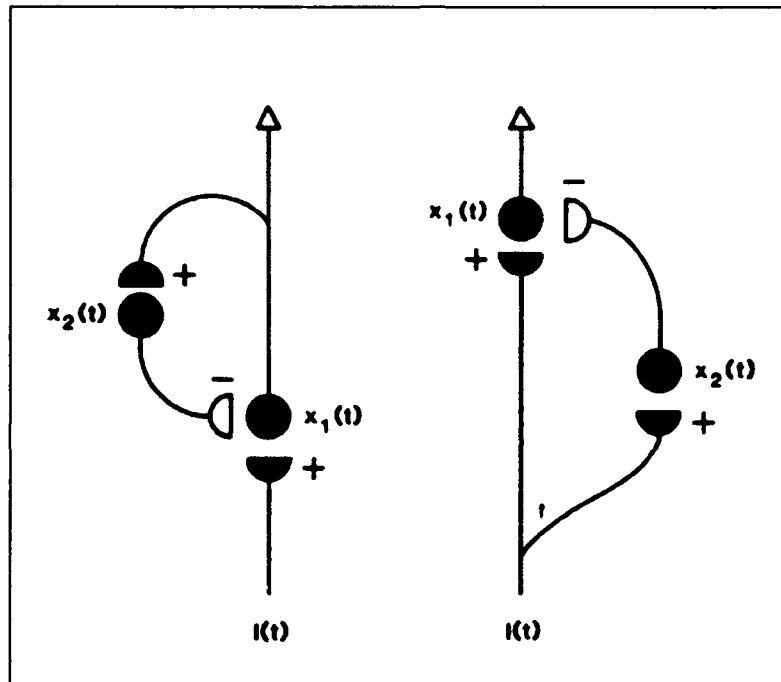 −
x₁(t)
+
+
x₂(t)
x₂(t)
−
+
x₁(t)
+
I(t)
I(t)